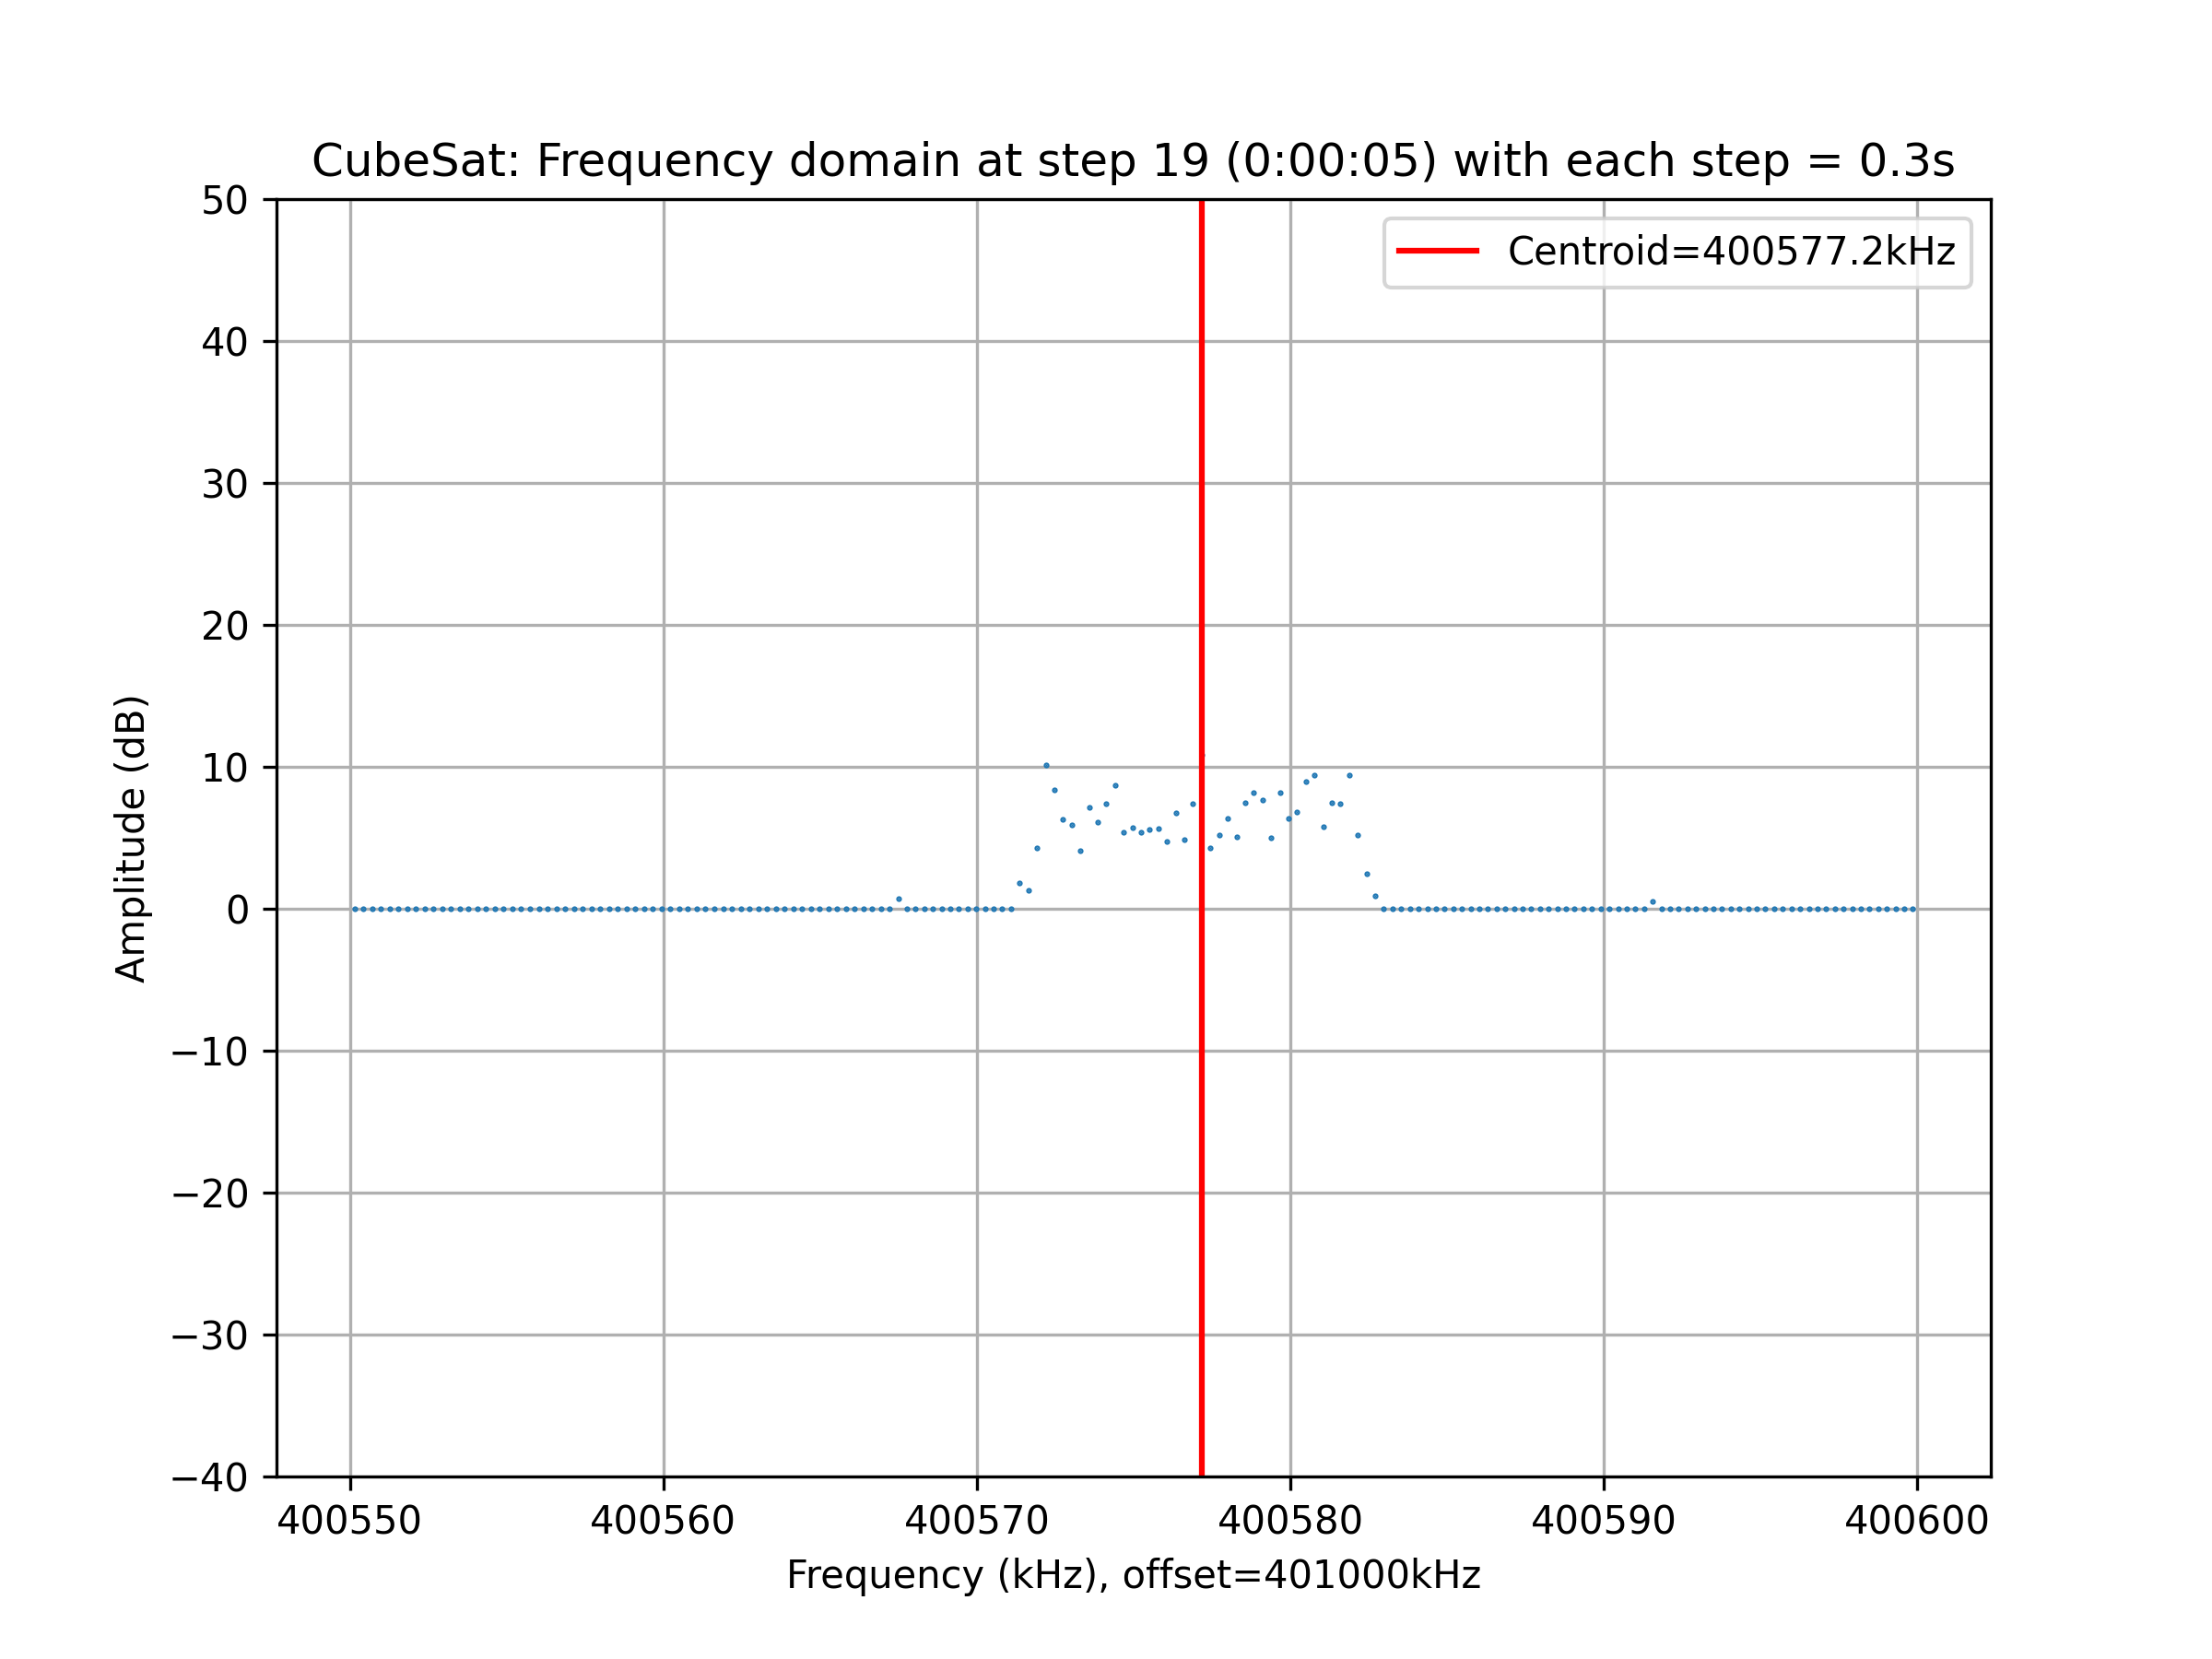 CubeSat: Frequency domain at step 19 (0:00:05) with each step = 0.3s
Centroid=400577.2kHz
50
40
30
20
10
0
−10
−20
−30
−40
Amplitude (dB)
400550 400560 400570 400580 400590 400600
Frequency (kHz), offset=401000kHz